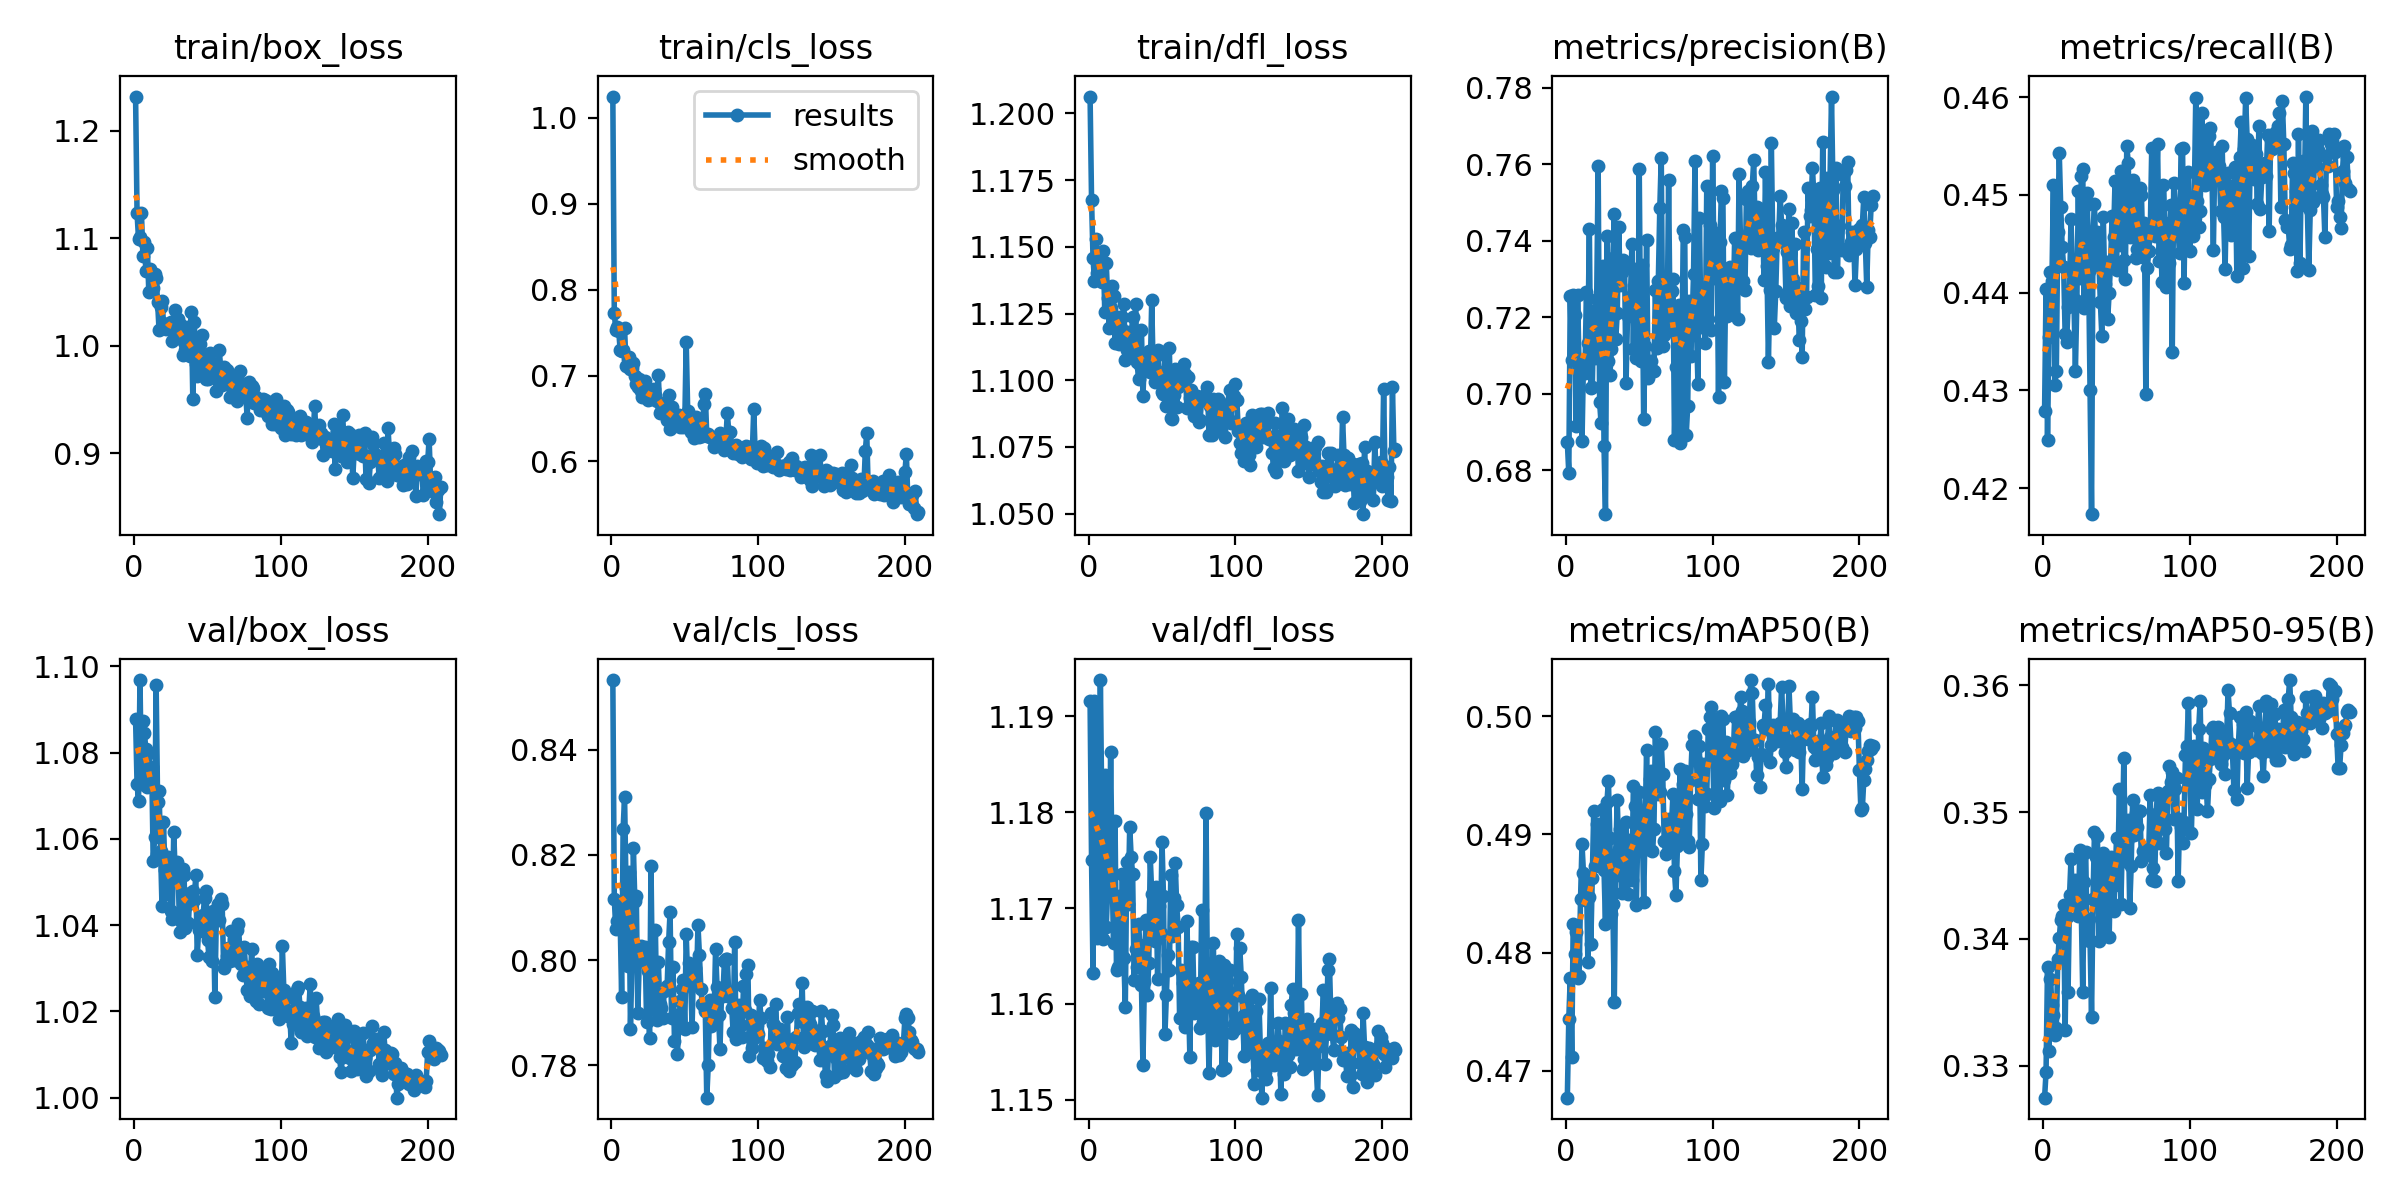 train/box_loss
train/cls_loss
train/dfl_loss
metrics/precision(B)
metrics/recall(B)
1.2
1.1
1.0
0.9
0 100 200
results
smooth
1.0
0.9
0.8
0.7
0.6
0 100 200
1.200
1.175
1.150
1.125
1.100
1.075
1.050
0 100 200
0.78
0.76
0.74
0.72
0.70
0.68
0 100 200
0.46
0.45
0.44
0.43
0.42
0 100 200
val/box_loss
val/cls_loss
val/dfl_loss
metrics/mAP50(B)
metrics/mAP50-95(B)
1.10
1.08
1.06
1.04
1.02
1.00
0 100 200
0.84
0.82
0.80
0.78
0 100 200
1.19
1.18
1.17
1.16
1.15
0 100 200
0.50
0.49
0.48
0.47
0 100 200
0.36
0.35
0.34
0.33
0 100 200